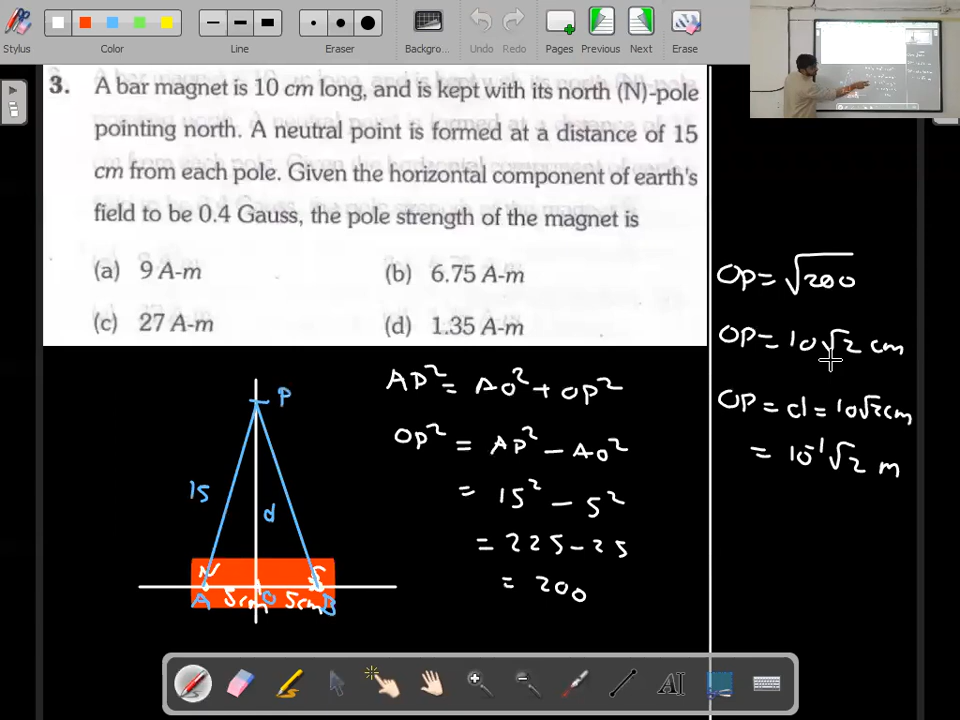 Stylus
Color
Line
Eraser
Backgro...
Undo
Redo
Pages
Previous
Next
Erase
3. A bar magnet is 10 cm long, and is kept with its north (N)-pole
pointing north. A neutral point is formed at a distance of 15
cm from each pole. Given the horizontal component of earth's
field to be 0.4 Gauss, the pole strength of the magnet is
(a) 9 A-m
(b) 6.75 A-m
(c) 27 A-m
(d) 1.35 A-m
P
15
d
N
S
A
5cm
O
5cm
B
AP² = AO² + OP²
OP² = AP² − AO²
= 15² − 5²
= 225 − 25
= 200
OP = √200
OP = 10√2 cm
OP = d = 10√2 cm
= 10⁻¹√2 m
AI